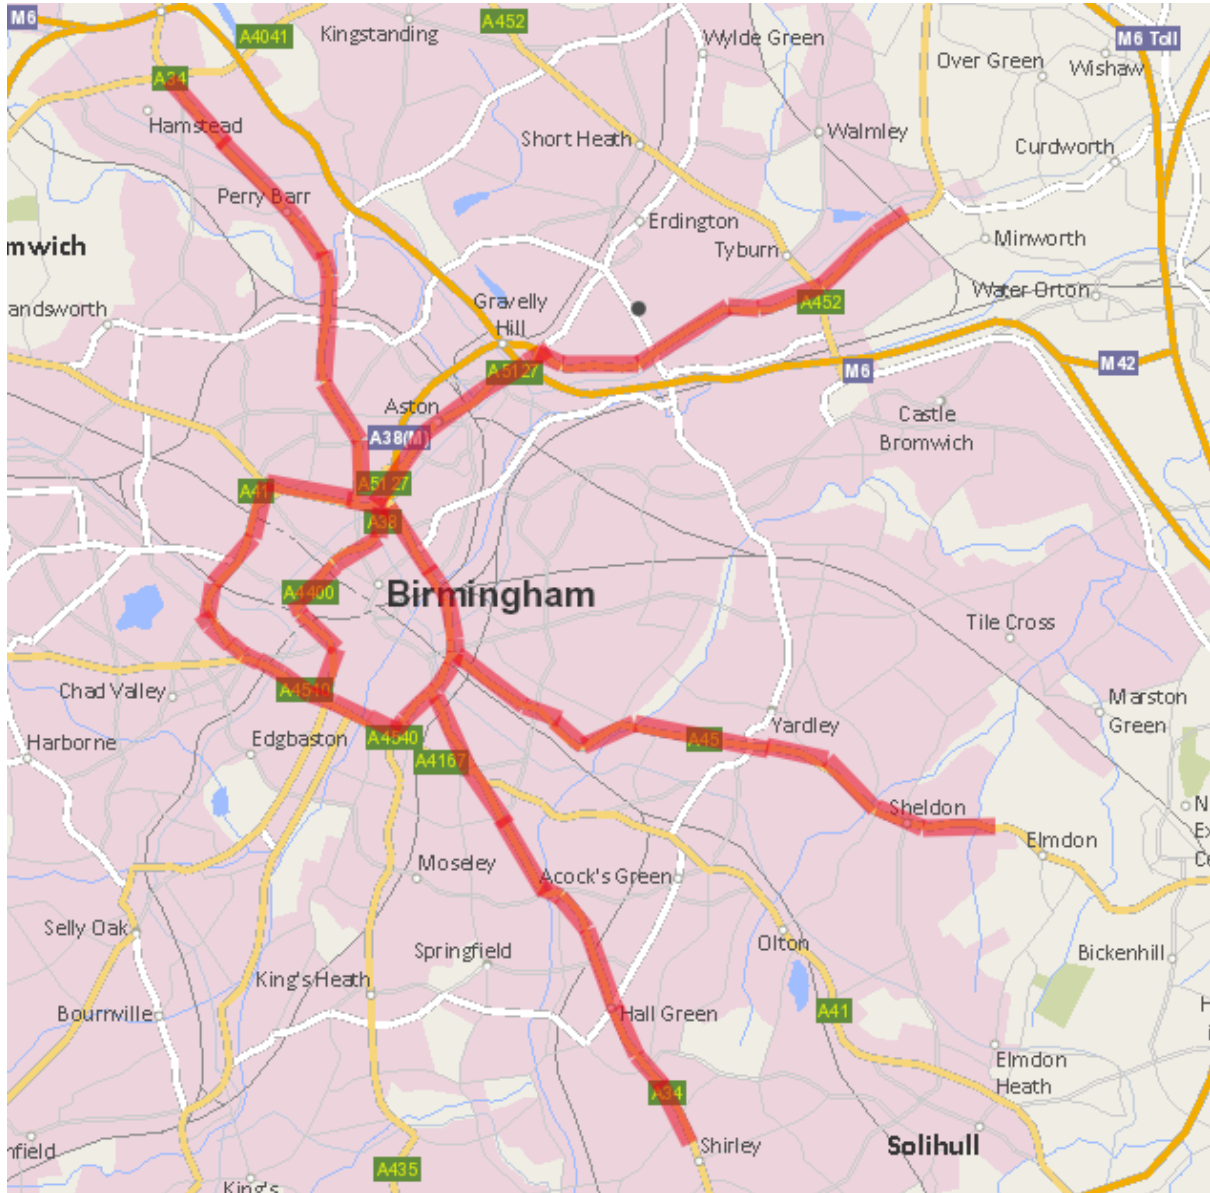 M6
A4041
Kingstanding
A452
Wylde Green
M6 Toll
Over Green
Wishaw
A34
Hamstead
Short Heath
Walmley
Curdworth
Perry Barr
Erdington
Tyburn
Minworth
mwich
Water Orton
andsworth
Gravelly
Hill
A452
A5127
M6
M 42
Aston
Castle
Bromwich
A38(M)
A5127
A41
A38
A4400
Birmingham
Tile Cross
Chad Valley
A4540
Marston
Green
Yardley
Harborne
Edgbaston
A4540
A45
A4167
Sheldon
N
Ex
Ce
Elmdon
Moseley
Acock's Green
Selly Oak
Springfield
Olton
Bickenhill
King's Heath
Bournville
Hall Green
A41
H
i
Elmdon
Heath
A34
nfield
Shirley
Solihull
A435
King's